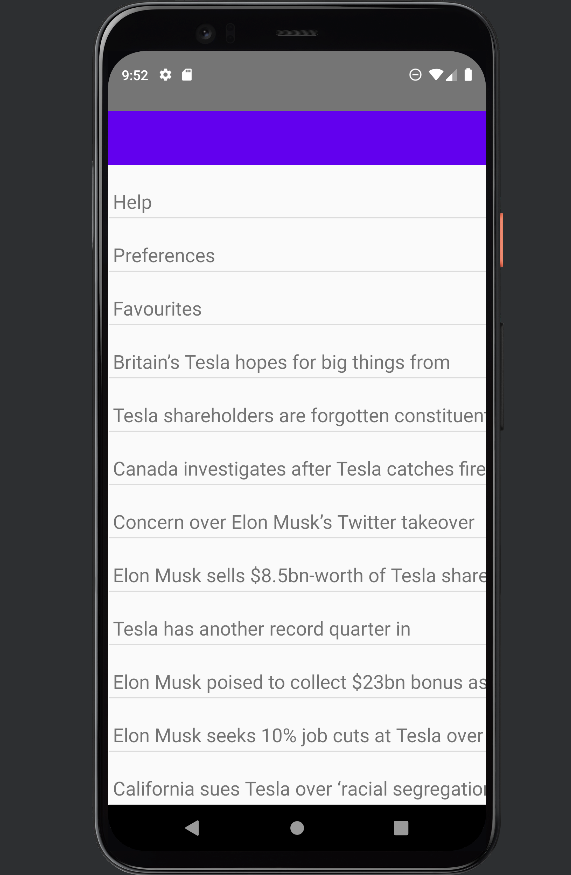 9:52
Help
Preferences
Favourites
Britain’s Tesla hopes for big things from
Tesla shareholders are forgotten constituent
Canada investigates after Tesla catches fire
Concern over Elon Musk’s Twitter takeover
Elon Musk sells $8.5bn-worth of Tesla share
Tesla has another record quarter in
Elon Musk poised to collect $23bn bonus as
Elon Musk seeks 10% job cuts at Tesla over
California sues Tesla over ‘racial segregation